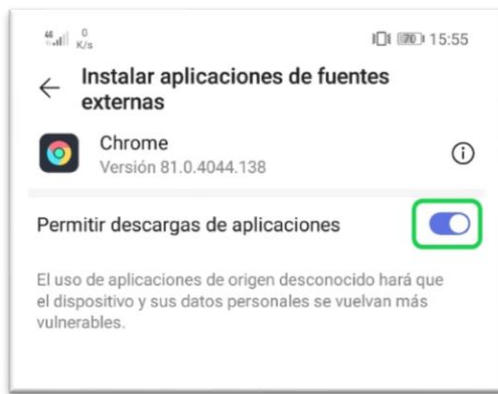 46 0 K/s 70 15:55
Instalar aplicaciones de fuentes
externas
Chrome
Versión 81.0.4044.138
Permitir descargas de aplicaciones
El uso de aplicaciones de origen desconocido hará que
el dispositivo y sus datos personales se vuelvan más
vulnerables.